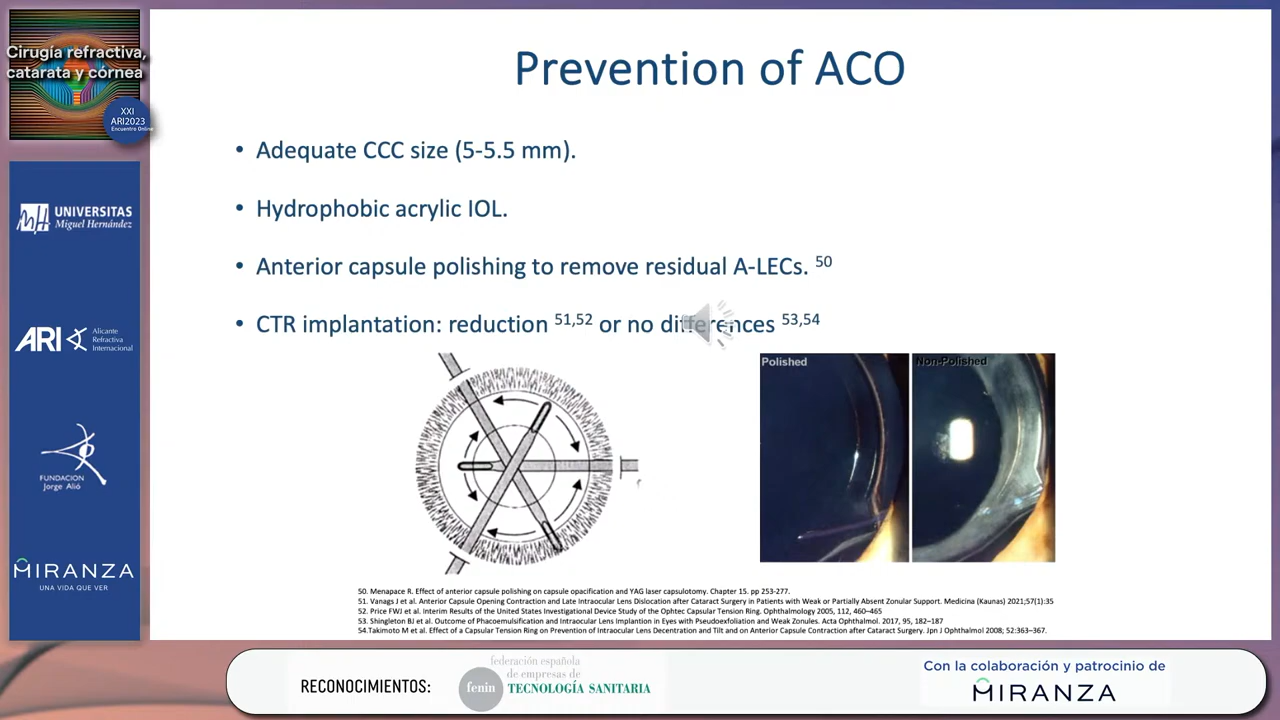 Cirugía refractiva,
catarata y córnea
XXI
ARI2023
Encuentro Online
UNIVERSITAS
Miguel Hernández
ARI
Alicante
Refractiva
Internacional
FUNDACION
Jorge Alió
MIRANZA
UNA VIDA QUE VER
Prevention of ACO
• Adequate CCC size (5-5.5 mm).
• Hydrophobic acrylic IOL.
• Anterior capsule polishing to remove residual A-LECs. 50
• CTR implantation: reduction 51,52 or no differences 53,54
Polished
Non-Polished
50. Menapace R. Effect of anterior capsule polishing on capsule opacification and YAG laser capsulotomy. Chapter 15. pp 253-277.
51. Vanags J et al. Anterior Capsule Opening Contraction and Late Intraocular Lens Dislocation after Cataract Surgery in Patients with Weak or Partially Absent Zonular Support. Medicina (Kaunas) 2021;57(1):35
52. Price FWJ et al. Interim Results of the United States Investigational Device Study of the Ophtec Capsular Tension Ring. Ophthalmology 2005, 112, 460–465
53. Shingleton BJ et al. Outcome of Phacoemulsification and Intraocular Lens Implantion in Eyes with Pseudoexfoliation and Weak Zonules. Acta Ophthalmol. 2017, 95, 182–187
54.Takimoto M et al. Effect of a Capsular Tension Ring on Prevention of Intraocular Lens Decentration and Tilt and on Anterior Capsule Contraction after Cataract Surgery. Jpn J Ophthalmol 2008; 52:363–367.
RECONOCIMIENTOS:
fenin
federación española
de empresas de
TECNOLOGÍA SANITARIA
Con la colaboración y patrocinio de
MIRANZA